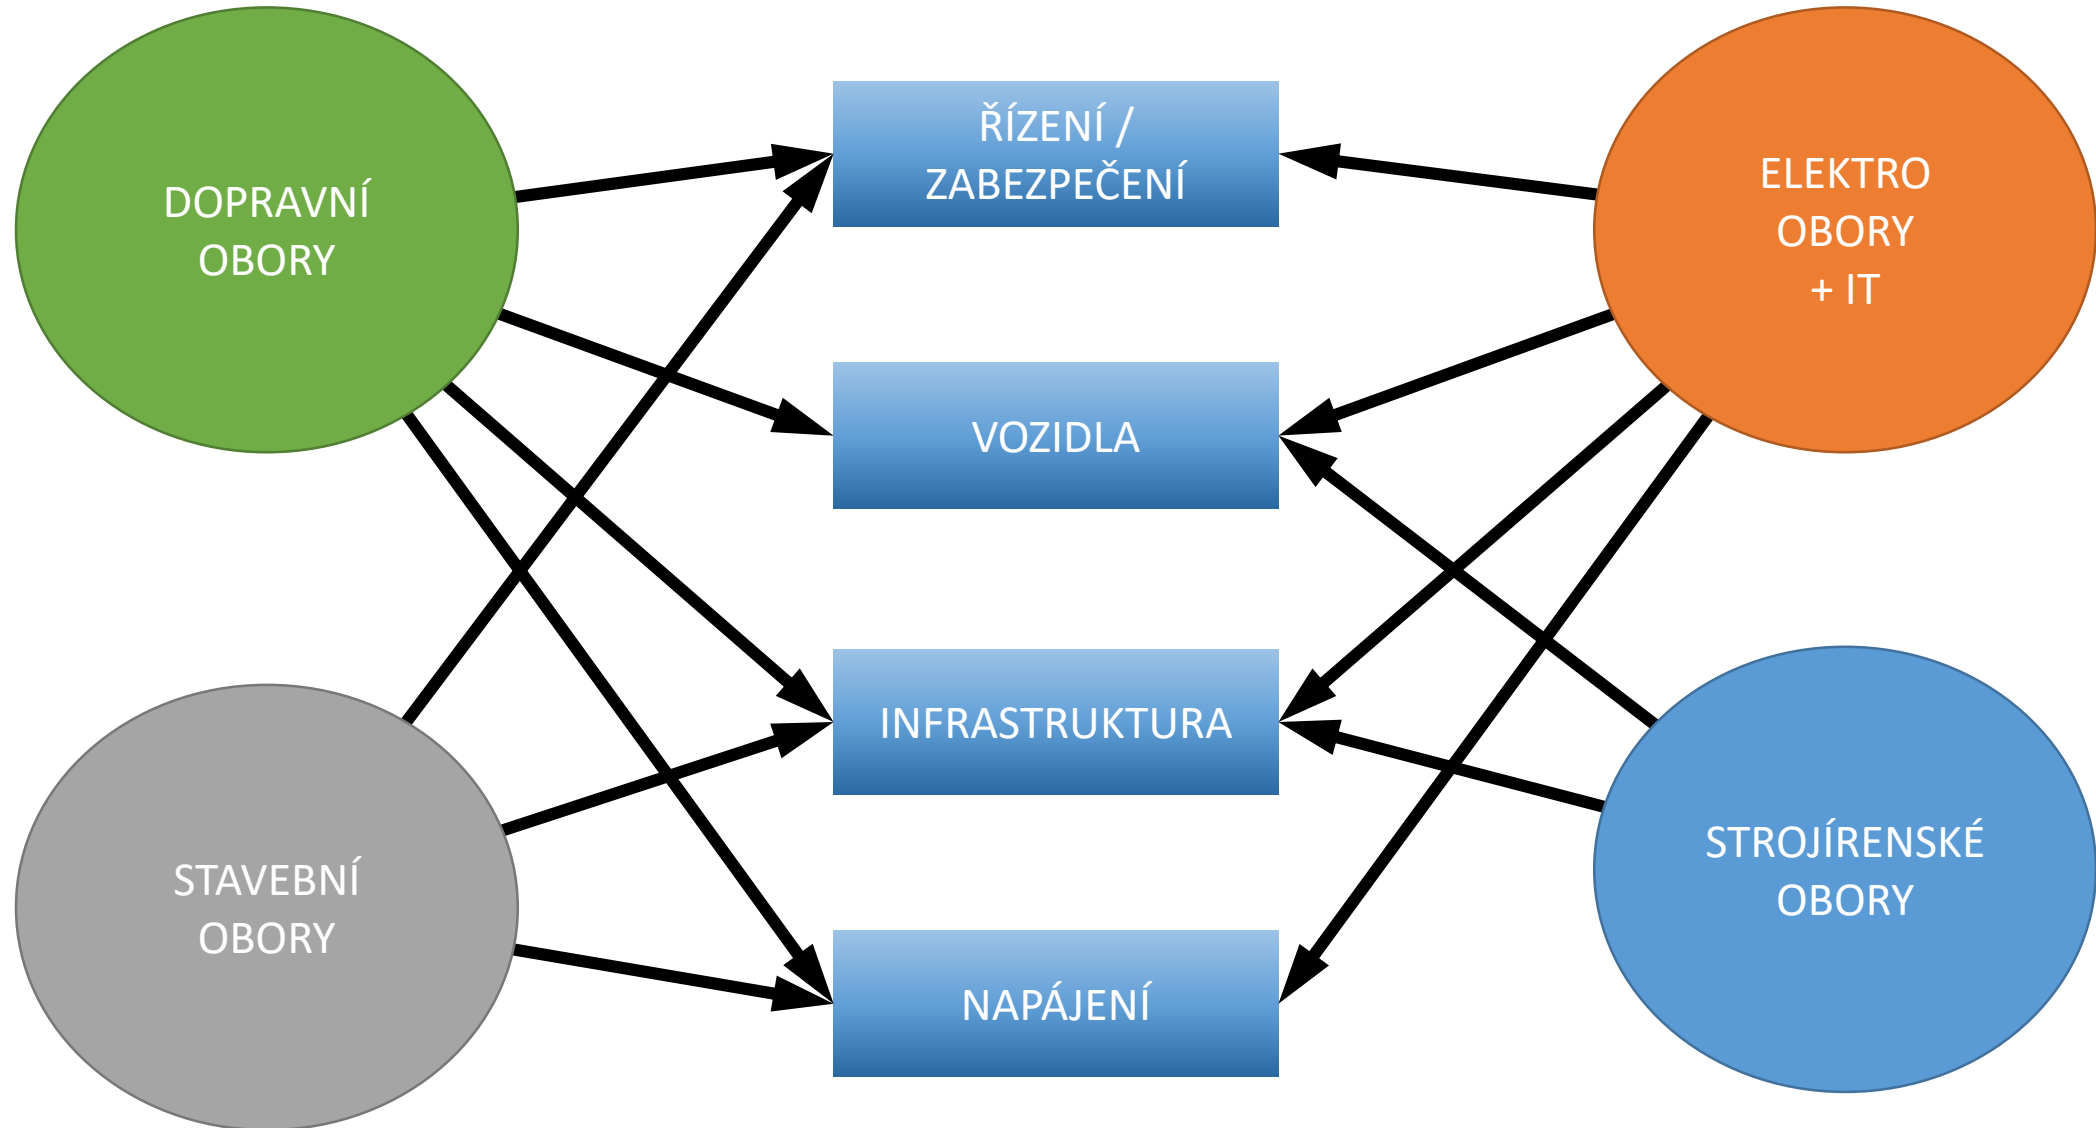 DOPRAVNÍ
OBORY
ŘÍZENÍ /
ZABEZPEČENÍ
ELEKTRO
OBORY
+ IT
VOZIDLA
INFRASTRUKTURA
STAVEBNÍ
OBORY
STROJÍRENSKÉ
OBORY
NAPÁJENÍ